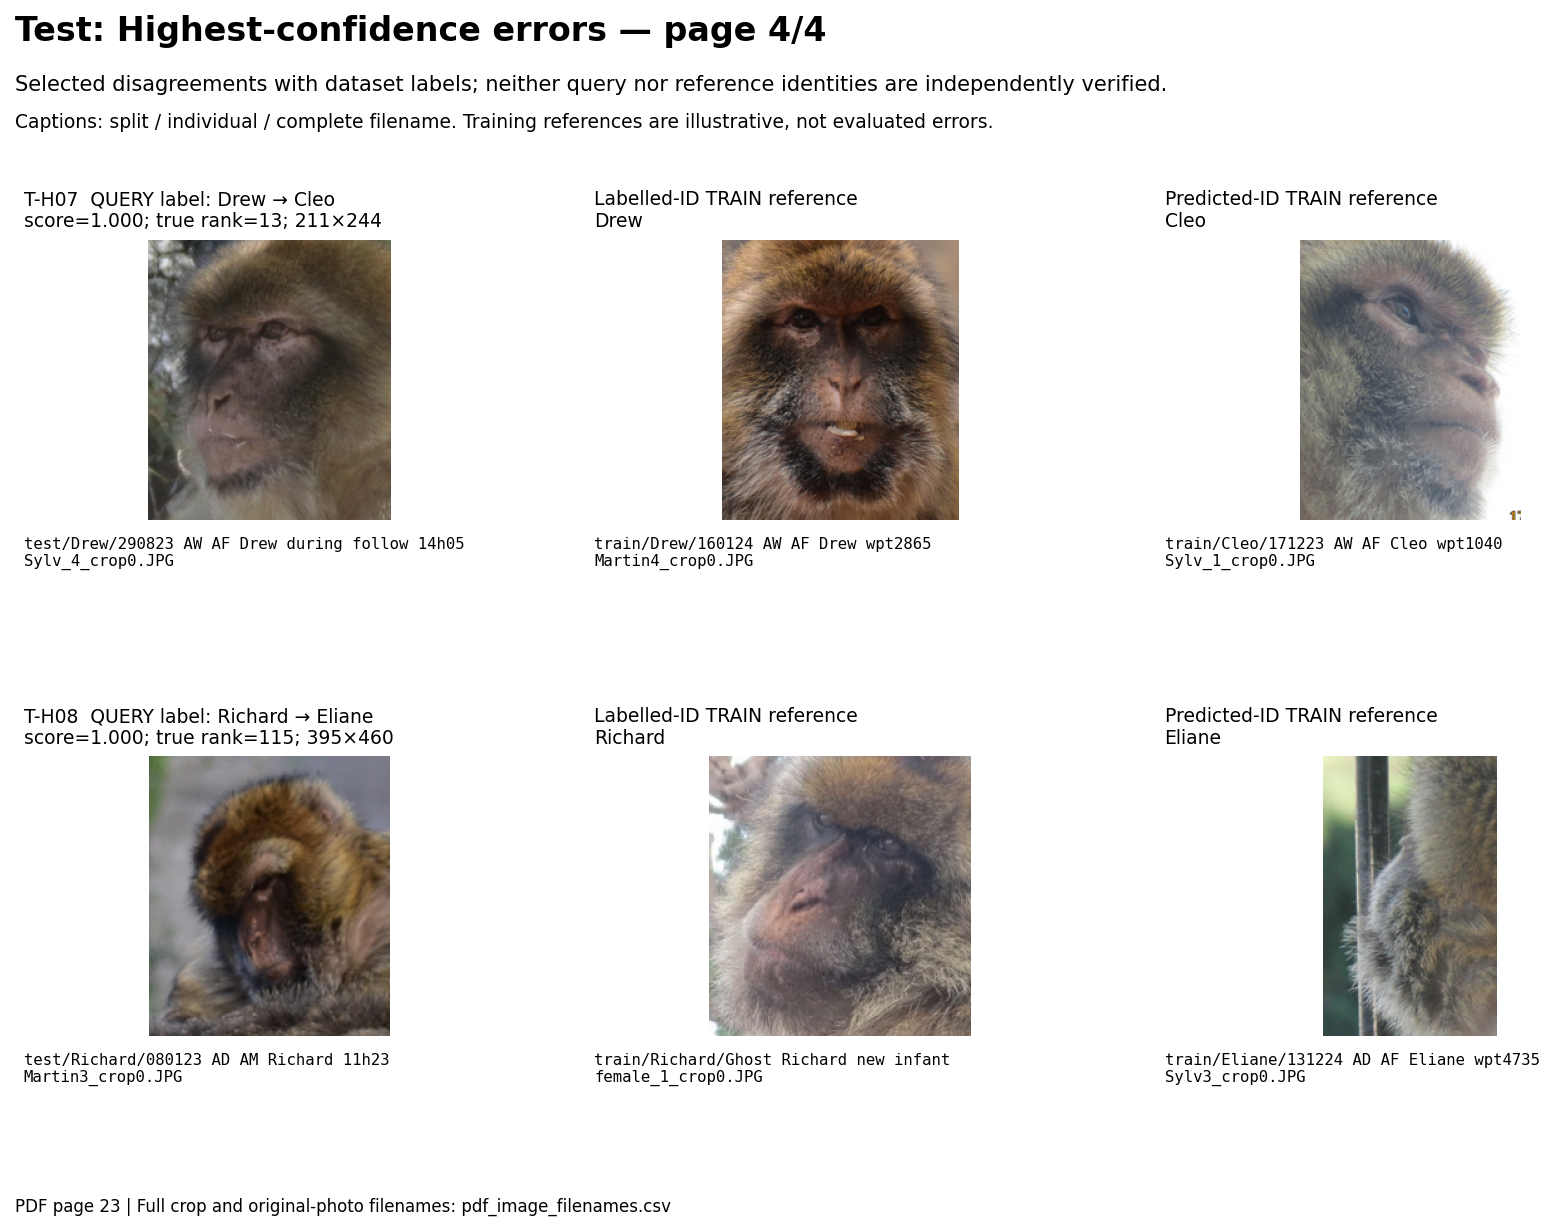 Test: Highest-confidence errors — page 4/4
Selected disagreements with dataset labels; neither query nor reference identities are independently verified.
Captions: split / individual / complete filename. Training references are illustrative, not evaluated errors.
T-H07  QUERY label: Drew → Cleo
score=1.000; true rank=13; 211×244
Labelled-ID TRAIN reference
Drew
Predicted-ID TRAIN reference
Cleo
test/Drew/290823 AW AF Drew during follow 14h05
Sylv_4_crop0.JPG
train/Drew/160124 AW AF Drew wpt2865
Martin4_crop0.JPG
train/Cleo/171223 AW AF Cleo wpt1040
Sylv_1_crop0.JPG
T-H08  QUERY label: Richard → Eliane
score=1.000; true rank=115; 395×460
Labelled-ID TRAIN reference
Richard
Predicted-ID TRAIN reference
Eliane
test/Richard/080123 AD AM Richard 11h23
Martin3_crop0.JPG
train/Richard/Ghost Richard new infant
female_1_crop0.JPG
train/Eliane/131224 AD AF Eliane wpt4735
Sylv3_crop0.JPG
PDF page 23 | Full crop and original-photo filenames: pdf_image_filenames.csv